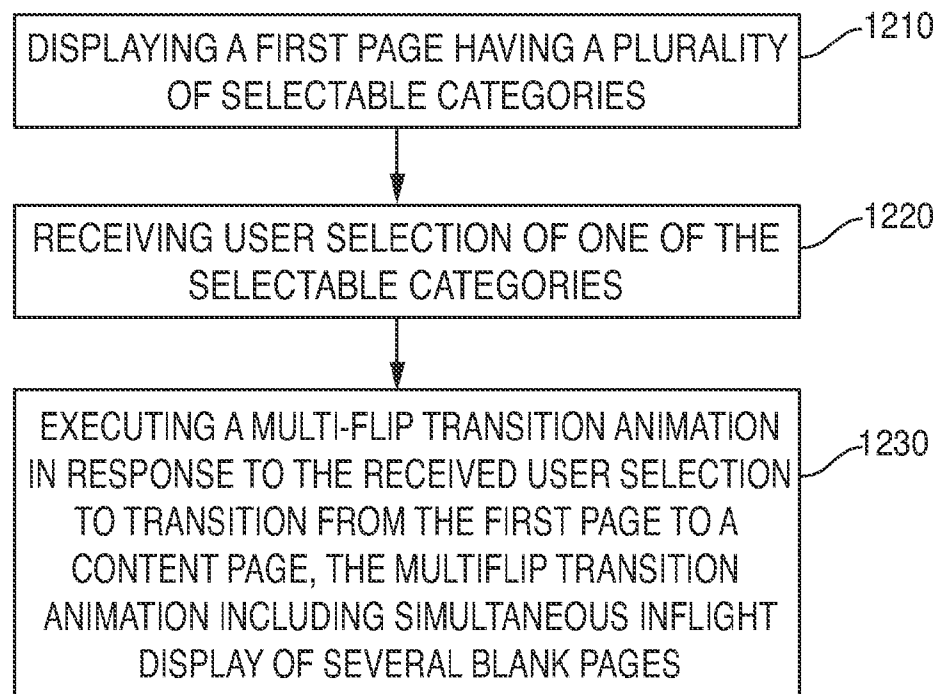 DISPLAYING A FIRST PAGE HAVING A PLURALITY
OF SELECTABLE CATEGORIES
1210
RECEIVING USER SELECTION OF ONE OF THE
SELECTABLE CATEGORIES
1220
EXECUTING A MULTI-FLIP TRANSITION ANIMATION
IN RESPONSE TO THE RECEIVED USER SELECTION
TO TRANSITION FROM THE FIRST PAGE TO A
CONTENT PAGE, THE MULTIFLIP TRANSITION
ANIMATION INCLUDING SIMULTANEOUS INFLIGHT
DISPLAY OF SEVERAL BLANK PAGES
1230